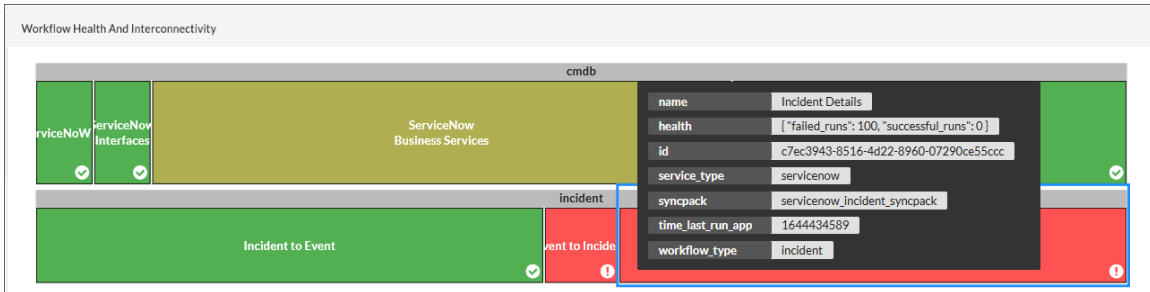 Workflow Health And Interconnectivity
cmdb
rviceNoW
erviceNov
Interfaces
ServiceNow
Business Services
name Incident Details
health { "failed_runs": 100, "successful_runs": 0 }
id c7ec3943-8516-4d22-8960-07290ce55ccc
service_type servicenow
syncpack servicenow_incident_syncpack
time_last_run_app 1644434589
workflow_type incident
incident
Incident to Event
vent to Incide